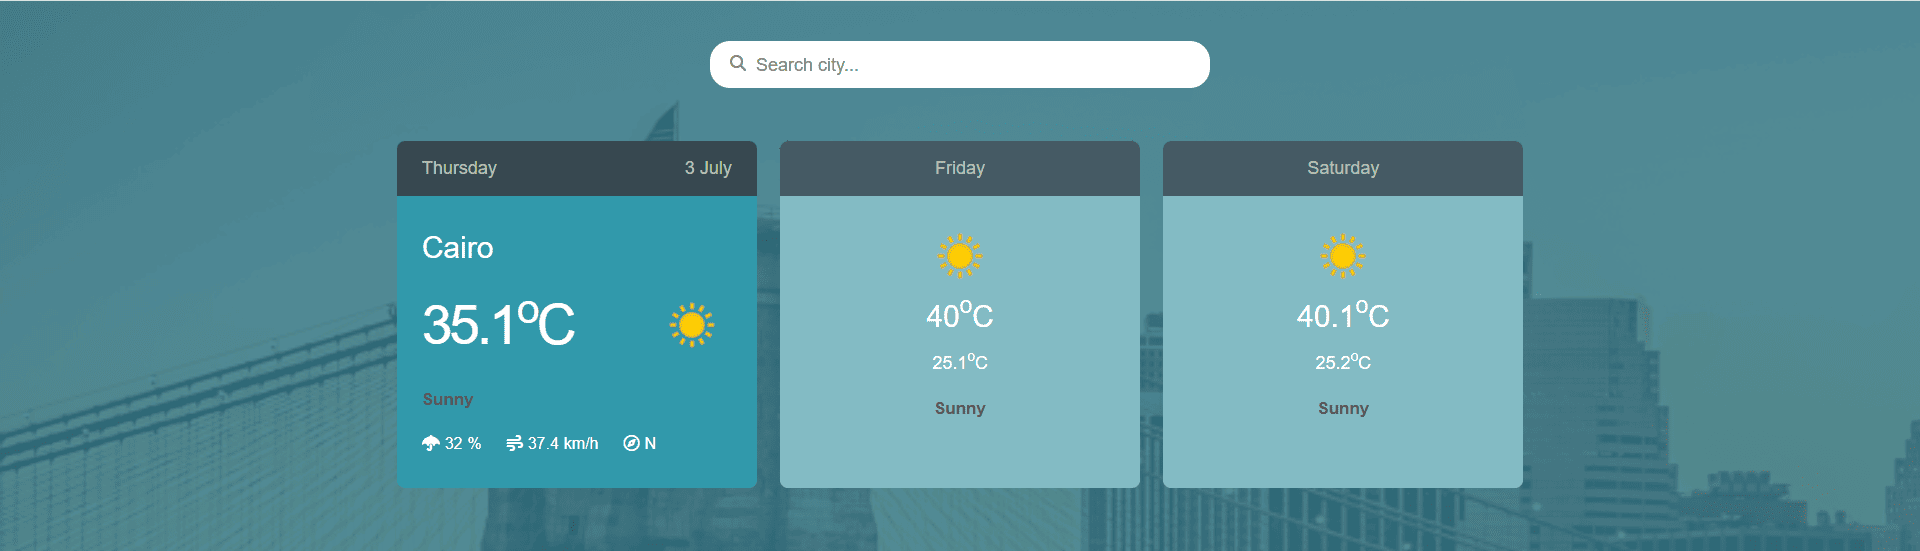 Search city...
Thursday 3 July
Cairo
35.1°C
Sunny
32 % 37.4 km/h N
Friday
40°C
25.1°C
Sunny
Saturday
40.1°C
25.2°C
Sunny